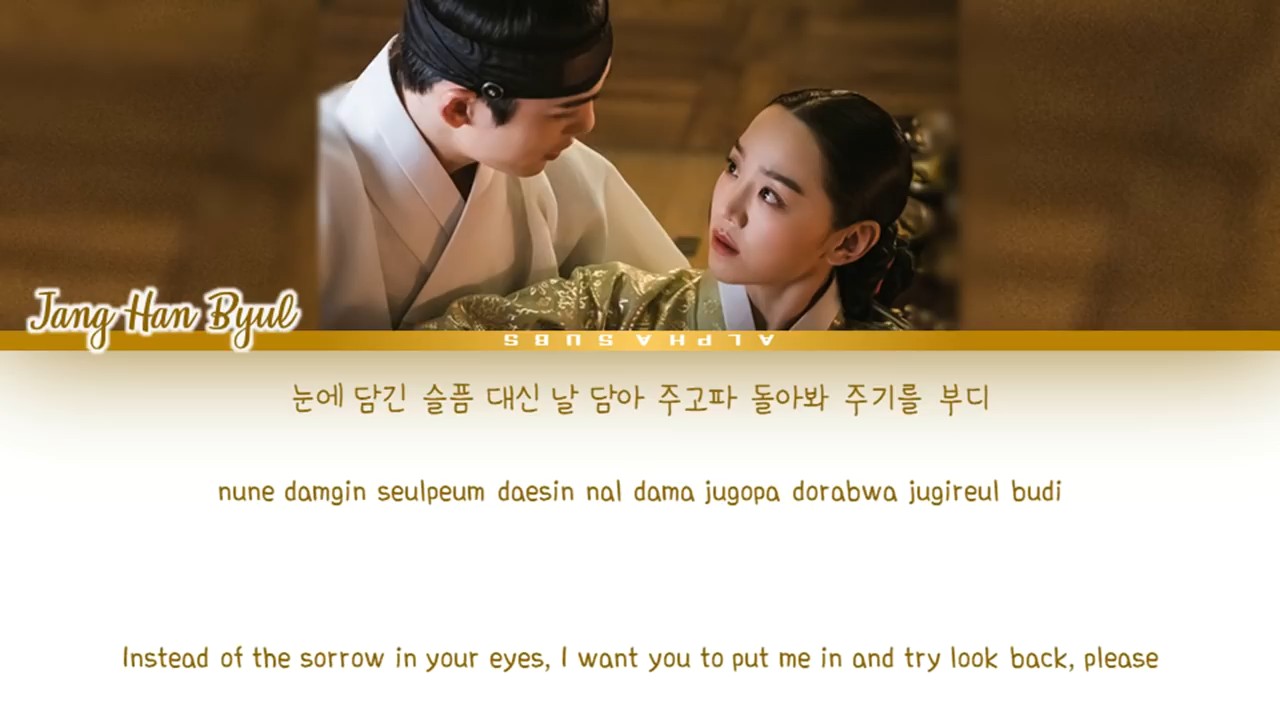 Jang Han Byul
ALPHA SUBS
눈에 담긴 슬픔 대신 날 담아 주고파 돌아봐 주기를 부디
nune damgin seulpeum daesin nal dama jugopa dorabwa jugireul budi
Instead of the sorrow in your eyes, I want you to put me in and try look back, please